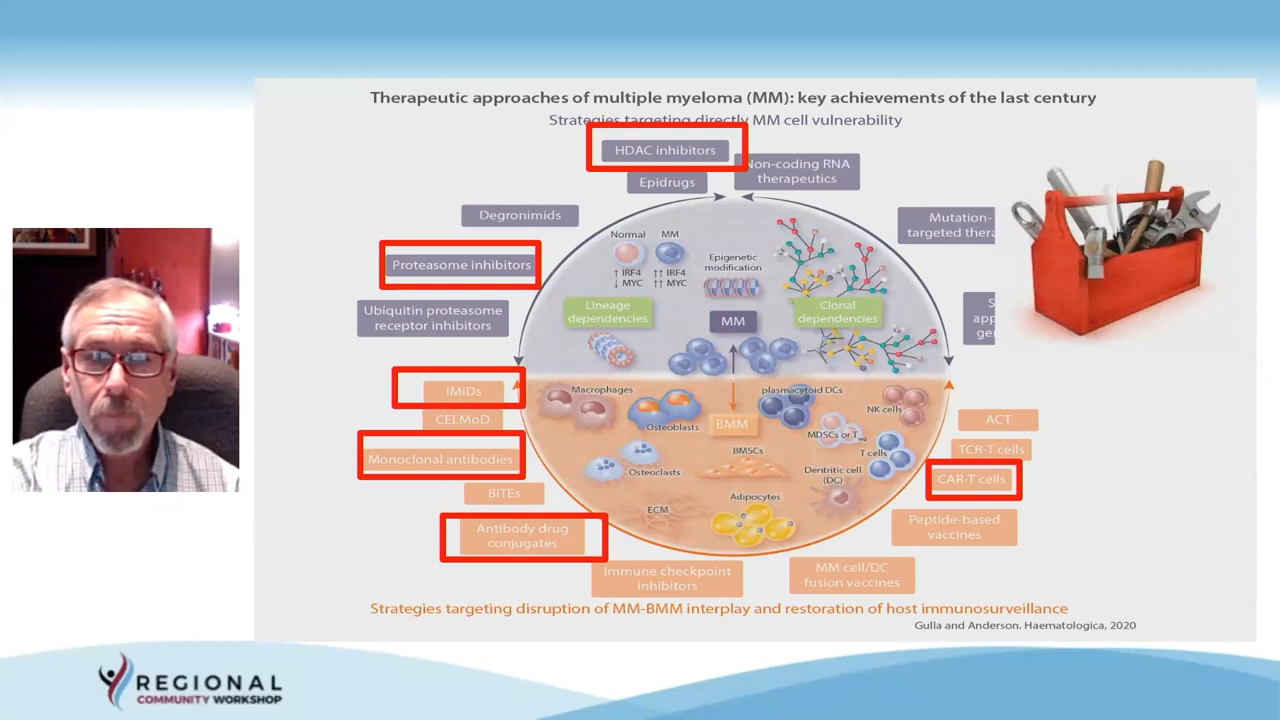 Therapeutic approaches of multiple myeloma (MM): key achievements of the last century
Strategies targeting directly MM cell vulnerability
HDAC inhibitors
Epidrugs
Non-coding RNA
therapeutics
Degronimids
Mutation-
targeted thera
Proteasome inhibitors
Ubiquitin proteasome
receptor inhibitors
S
app
ge
Normal
MM
↑ IRF4
↓ MYC
↑↑ IRF4
↑↑ MYC
Epigenetic
modification
Lineage
dependencies
MM
Clonal
dependencies
IMiDs
CELMoD
Monoclonal antibodies
BiTEs
Antibody drug
conjugates
Immune checkpoint
inhibitors
Macrophages
Osteoblasts
Osteoclasts
ECM
BMM
BMSCs
Adipocytes
plasmacytoid DCs
MDSCs or Treg
NK cells
T cells
Dentritic cell
(DC)
ACT
TCR-T cells
CAR-T cells
Peptide-based
vaccines
MM cell/DC
fusion vaccines
Strategies targeting disruption of MM-BMM interplay and restoration of host immunosurveillance
Gulla and Anderson. Haematologica, 2020
REGIONAL
COMMUNITY WORKSHOP